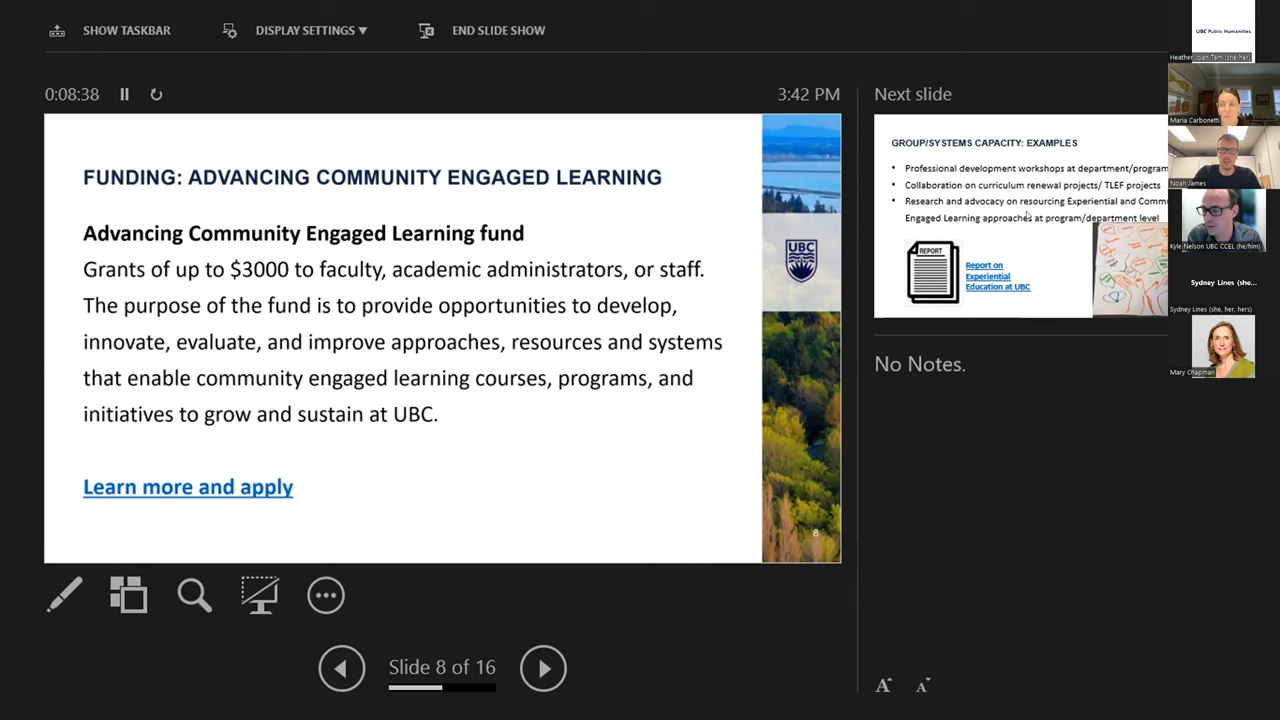 SHOW TASKBAR
DISPLAY SETTINGS ▼
END SLIDE SHOW
0:08:38
3:42 PM
FUNDING: ADVANCING COMMUNITY ENGAGED LEARNING
Advancing Community Engaged Learning fund
Grants of up to $3000 to faculty, academic administrators, or staff.
The purpose of the fund is to provide opportunities to develop,
innovate, evaluate, and improve approaches, resources and systems
that enable community engaged learning courses, programs, and
initiatives to grow and sustain at UBC.
Learn more and apply
UBC
8
Slide 8 of 16
Next slide
GROUP/SYSTEMS CAPACITY: EXAMPLES
• Professional development workshops at department/program
• Collaboration on curriculum renewal projects/ TLEF projects
• Research and advocacy on resourcing Experiential and Comm
Engaged Learning approaches at program/department level
REPORT
Report on
Experiential
Education at UBC
No Notes.
A A
UBC Public Humanities
Heather Joan Tam (she/her)
Maria Carbonetti
Noah James
Kyle Nelson UBC CCEL (he/him)
Sydney Lines (she...
Sydney Lines (she, her, hers)
Mary Chapman